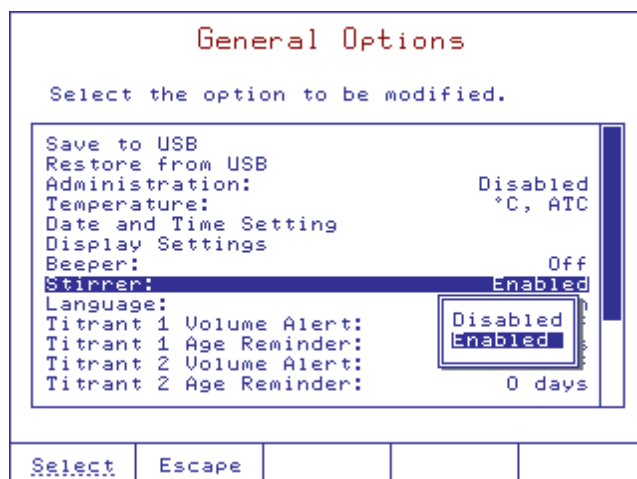 General Options
Select the option to be modified.
Save to USB
Restore from USB
Administration: Disabled
Temperature: °C, ATC
Date and Time Setting
Display Settings
Beeper: Off
Stirrer: Enabled
Language:
Disabled
Enabled
Titrant 1 Volume Alert:
Titrant 1 Age Reminder:
Titrant 2 Volume Alert:
Titrant 2 Age Reminder: 0 days
Select Escape